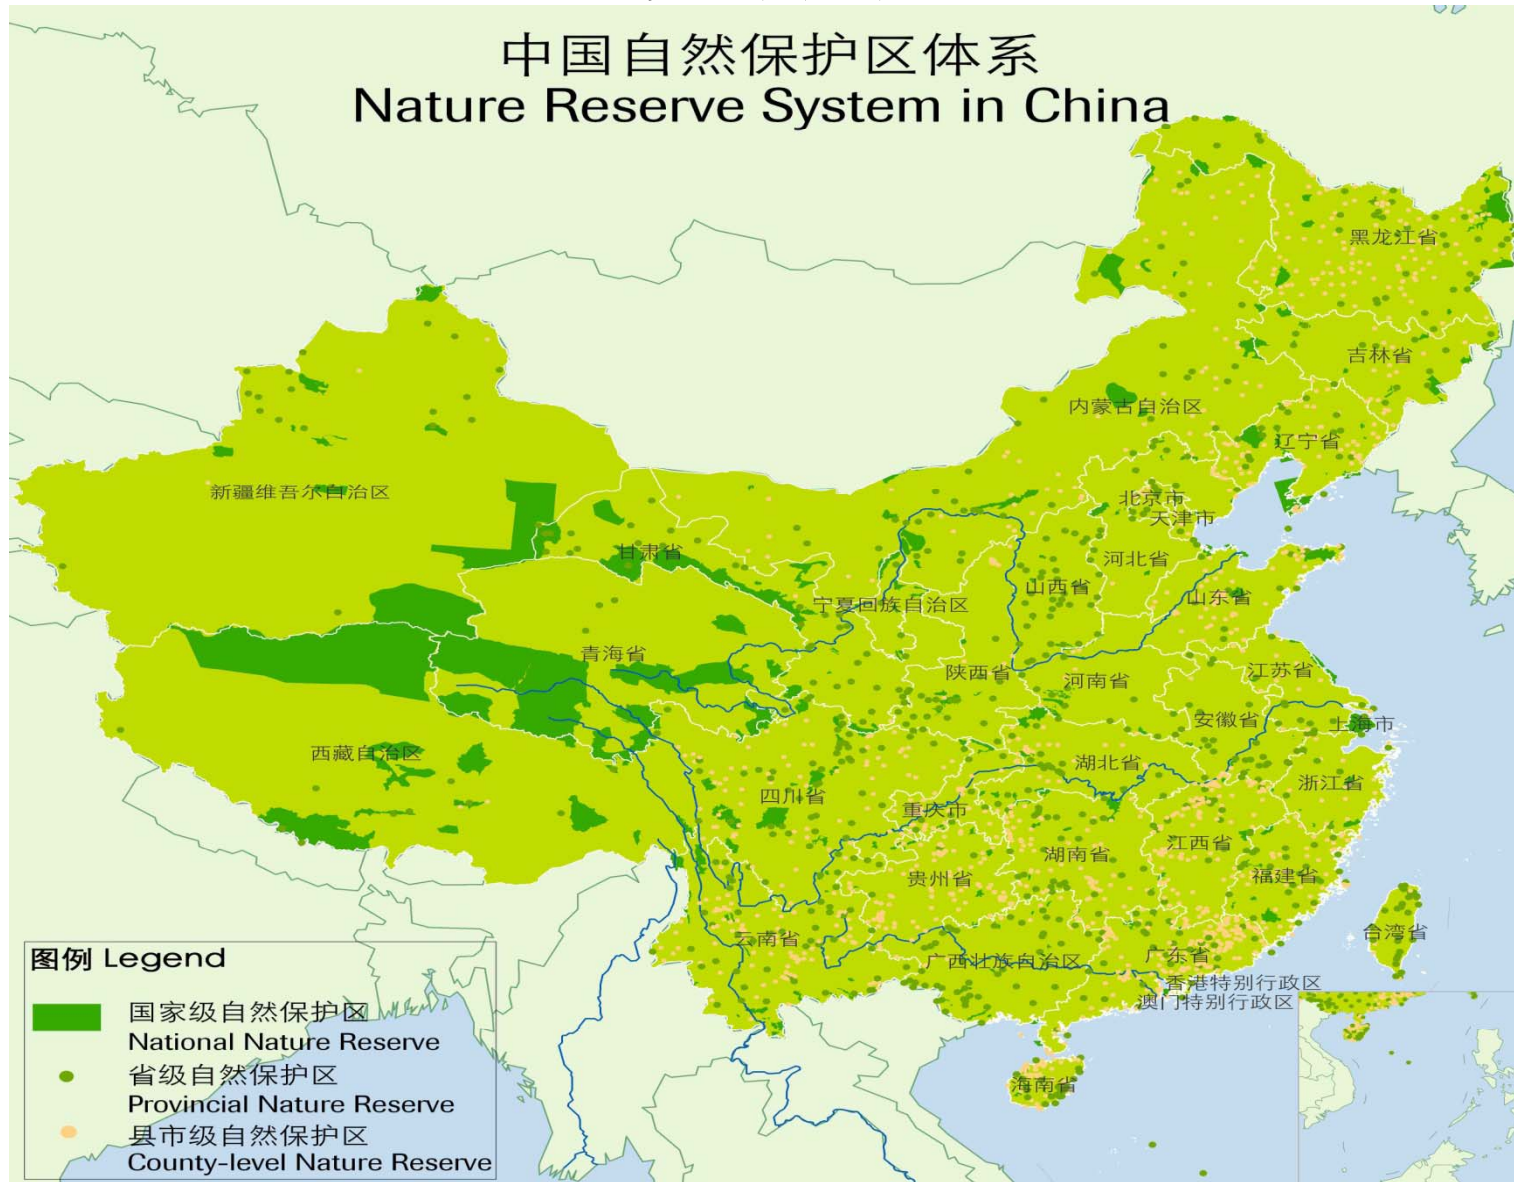 中国自然保护区体系
Nature Reserve System in China
黑龙江省
吉林省
内蒙古自治区
辽宁省
新疆维吾尔自治区
北京市
天津市
甘肃省
河北省
山西省
宁夏回族自治区
山东省
青海省
陕西省
河南省
江苏省
安徽省
上海市
西藏自治区
湖北省
浙江省
四川省
重庆市
江西省
湖南省
贵州省
福建省
台湾省
云南省
广西壮族自治区
广东省
香港特别行政区
澳门特别行政区
海南省
图例 Legend
国家级自然保护区
National Nature Reserve
省级自然保护区
Provincial Nature Reserve
县市级自然保护区
County-level Nature Reserve